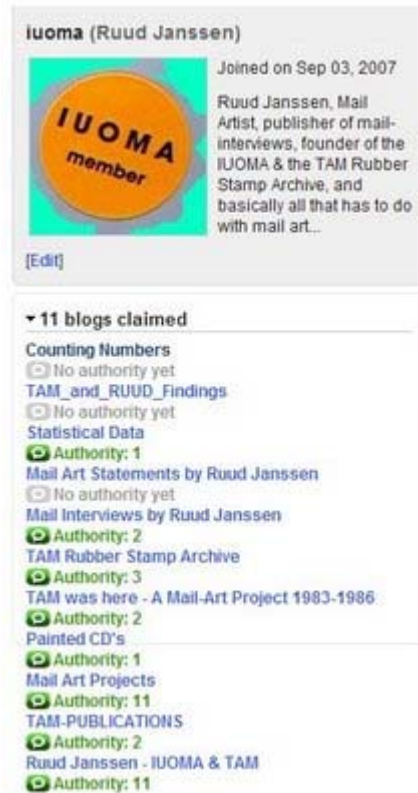 iuoma (Ruud Janssen)
IUOMA
member
Joined on Sep 03, 2007
Ruud Janssen, Mail
Artist, publisher of mail-
interviews, founder of the
IUOMA & the TAM Rubber
Stamp Archive, and
basically all that has to do
with mail art...
[Edit]
11 blogs claimed
Counting Numbers
No authority yet
TAM_and_RUUD_Findings
No authority yet
Statistical Data
Authority: 1
Mail Art Statements by Ruud Janssen
No authority yet
Mail Interviews by Ruud Janssen
Authority: 2
TAM Rubber Stamp Archive
Authority: 3
TAM was here - A Mail-Art Project 1983-1986
Authority: 2
Painted CD's
Authority: 1
Mail Art Projects
Authority: 11
TAM-PUBLICATIONS
Authority: 2
Ruud Janssen - IUOMA & TAM
Authority: 11